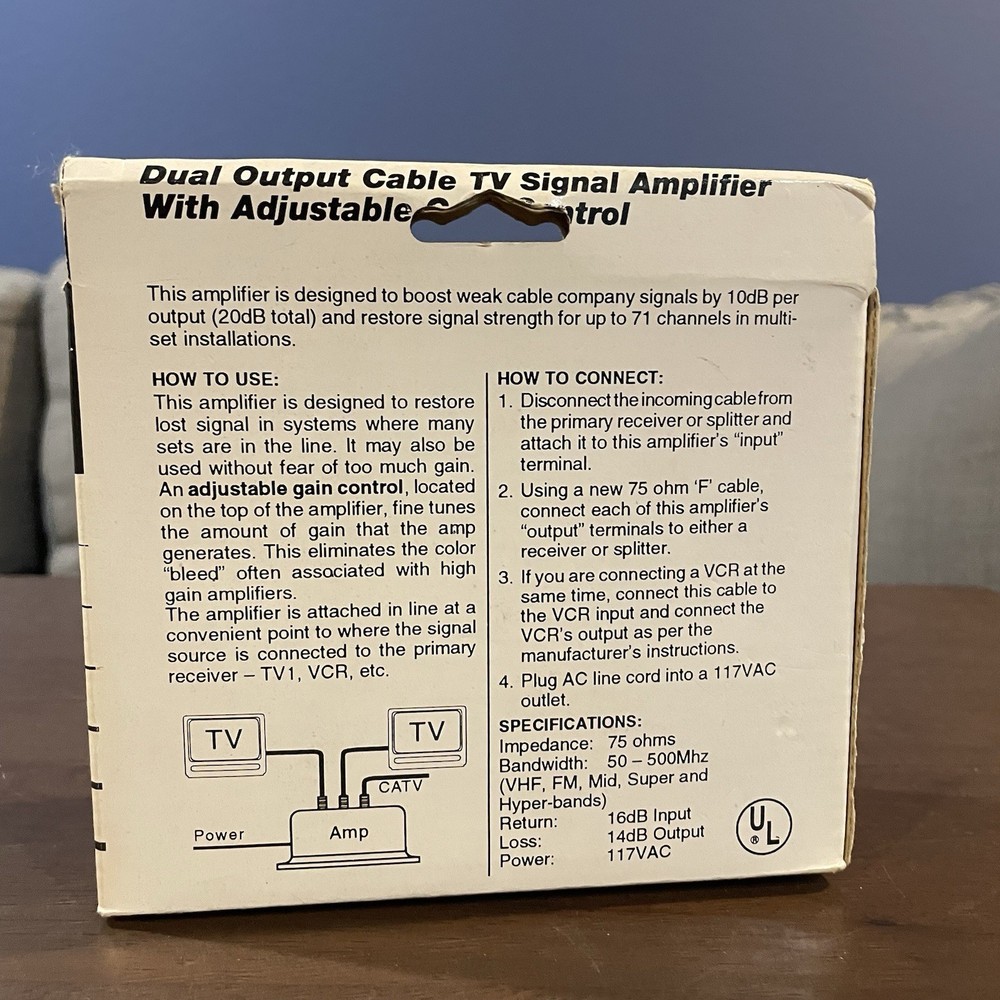 Dual Output Cable TV Signal Amplifier
With Adjustable
This amplifier is designed to boost weak cable company signals by 10dB per
output (20dB total) and restore signal strength for up to 71 channels in multi-
set installations.
HOW TO USE:
This amplifier is designed to restore
lost signal in systems where many
sets are in the line. It may also be
used without fear of too much gain.
An adjustable gain control, located
on the top of the amplifier, fine tunes
the amount of gain that the amp
generates. This eliminates the color
“bleed” often associated with high
gain amplifiers.
The amplifier is attached in line at a
convenient point to where the signal
source is connected to the primary
receiver – TV1, VCR, etc.
TV
TV
CATV
Power
Amp
HOW TO CONNECT:
1. Disconnect the incoming cable from
the primary receiver or splitter and
attach it to this amplifier’s “input”
terminal.
2. Using a new 75 ohm ‘F’ cable,
connect each of this amplifier’s
“output” terminals to either a
receiver or splitter.
3. If you are connecting a VCR at the
same time, connect this cable to
the VCR input and connect the
VCR’s output as per the
manufacturer’s instructions.
4. Plug AC line cord into a 117VAC
outlet.
SPECIFICATIONS:
Impedance: 75 ohms
Bandwidth: 50 – 500Mhz
(VHF, FM, Mid, Super and
Hyper-bands)
Return: 16dB Input
Loss: 14dB Output
Power: 117VAC
UL ®